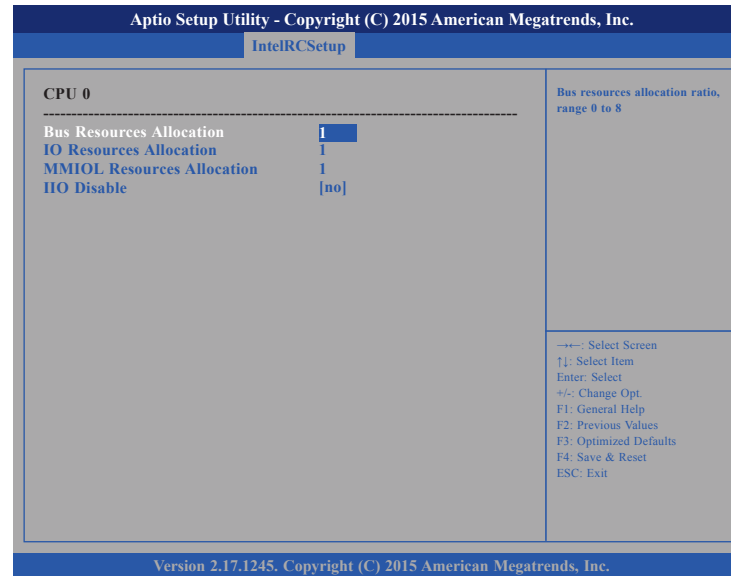 Aptio Setup Utility - Copyright (C) 2015 American Megatrends, Inc.
IntelRCSetup
CPU 0
Bus Resources Allocation 1
IO Resources Allocation 1
MMIOL Resources Allocation 1
IIO Disable [no]
Bus resources allocation ratio,
range 0 to 8
→←: Select Screen
↑↓: Select Item
Enter: Select
+/-: Change Opt.
F1: General Help
F2: Previous Values
F3: Optimized Defaults
F4: Save & Reset
ESC: Exit
Version 2.17.1245. Copyright (C) 2015 American Megatrends, Inc.